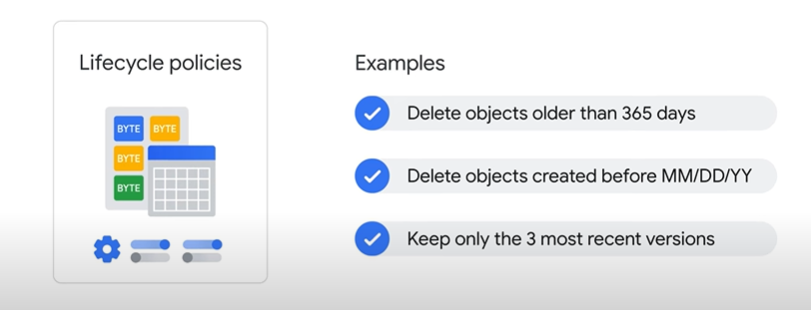 Lifecycle policies
BYTE BYTE
BYTE
BYTE
Examples
Delete objects older than 365 days
Delete objects created before MM/DD/YY
Keep only the 3 most recent versions